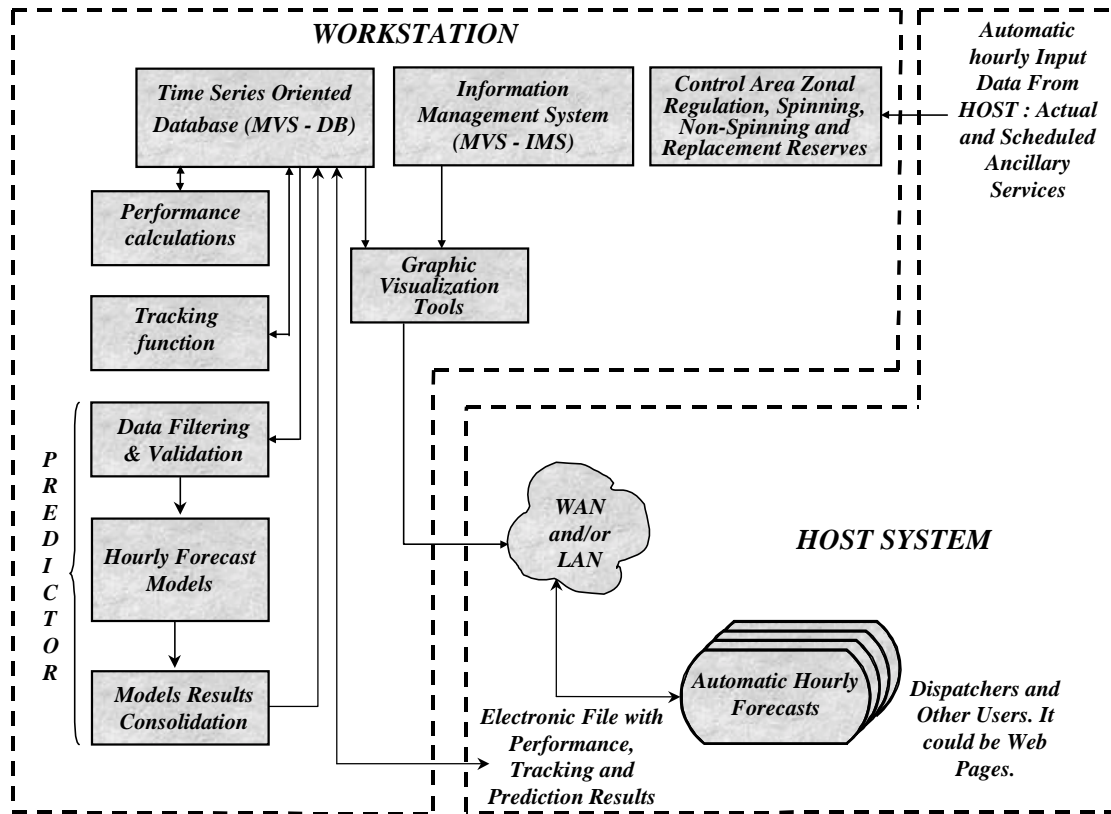 WORKSTATION
Time Series Oriented
Database (MVS - DB)
Information
Management System
(MVS - IMS)
Control Area Zonal
Regulation, Spinning,
Non-Spinning and
Replacement Reserves
Automatic
hourly Input
Data From
HOST : Actual
and Scheduled
Ancillary
Services
Performance
calculations
Graphic
Visualization
Tools
Tracking
function
P
R
E
D
I
C
T
O
R
Data Filtering
& Validation
Hourly Forecast
Models
Models Results
Consolidation
WAN
and/or
LAN
HOST SYSTEM
Automatic Hourly
Forecasts
Dispatchers and
Other Users. It
could be Web
Pages.
Electronic File with
Performance,
Tracking and
Prediction Results